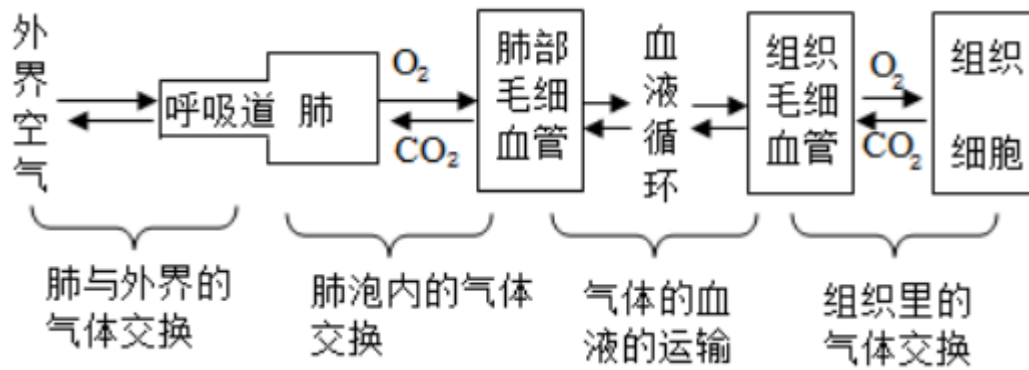 外界空气
呼吸道
肺
O₂
CO₂
肺部
毛细
血管
血液循环
组织
毛细
血管
O₂
CO₂
组织
细胞
肺与外界的
气体交换
肺泡内的气体
交换
气体的血
液的运输
组织里的
气体交换